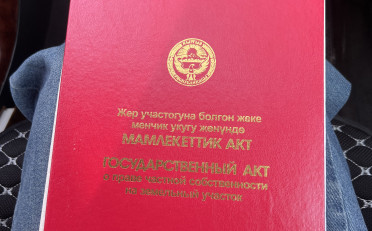 Жер участогуна болгон жеке
менчик укугу жөнүндө
МАМЛЕКЕТТИК АКТ
ГОСУДАРСТВЕННЫЙ АКТ
о праве частной собственности
на земельный участок